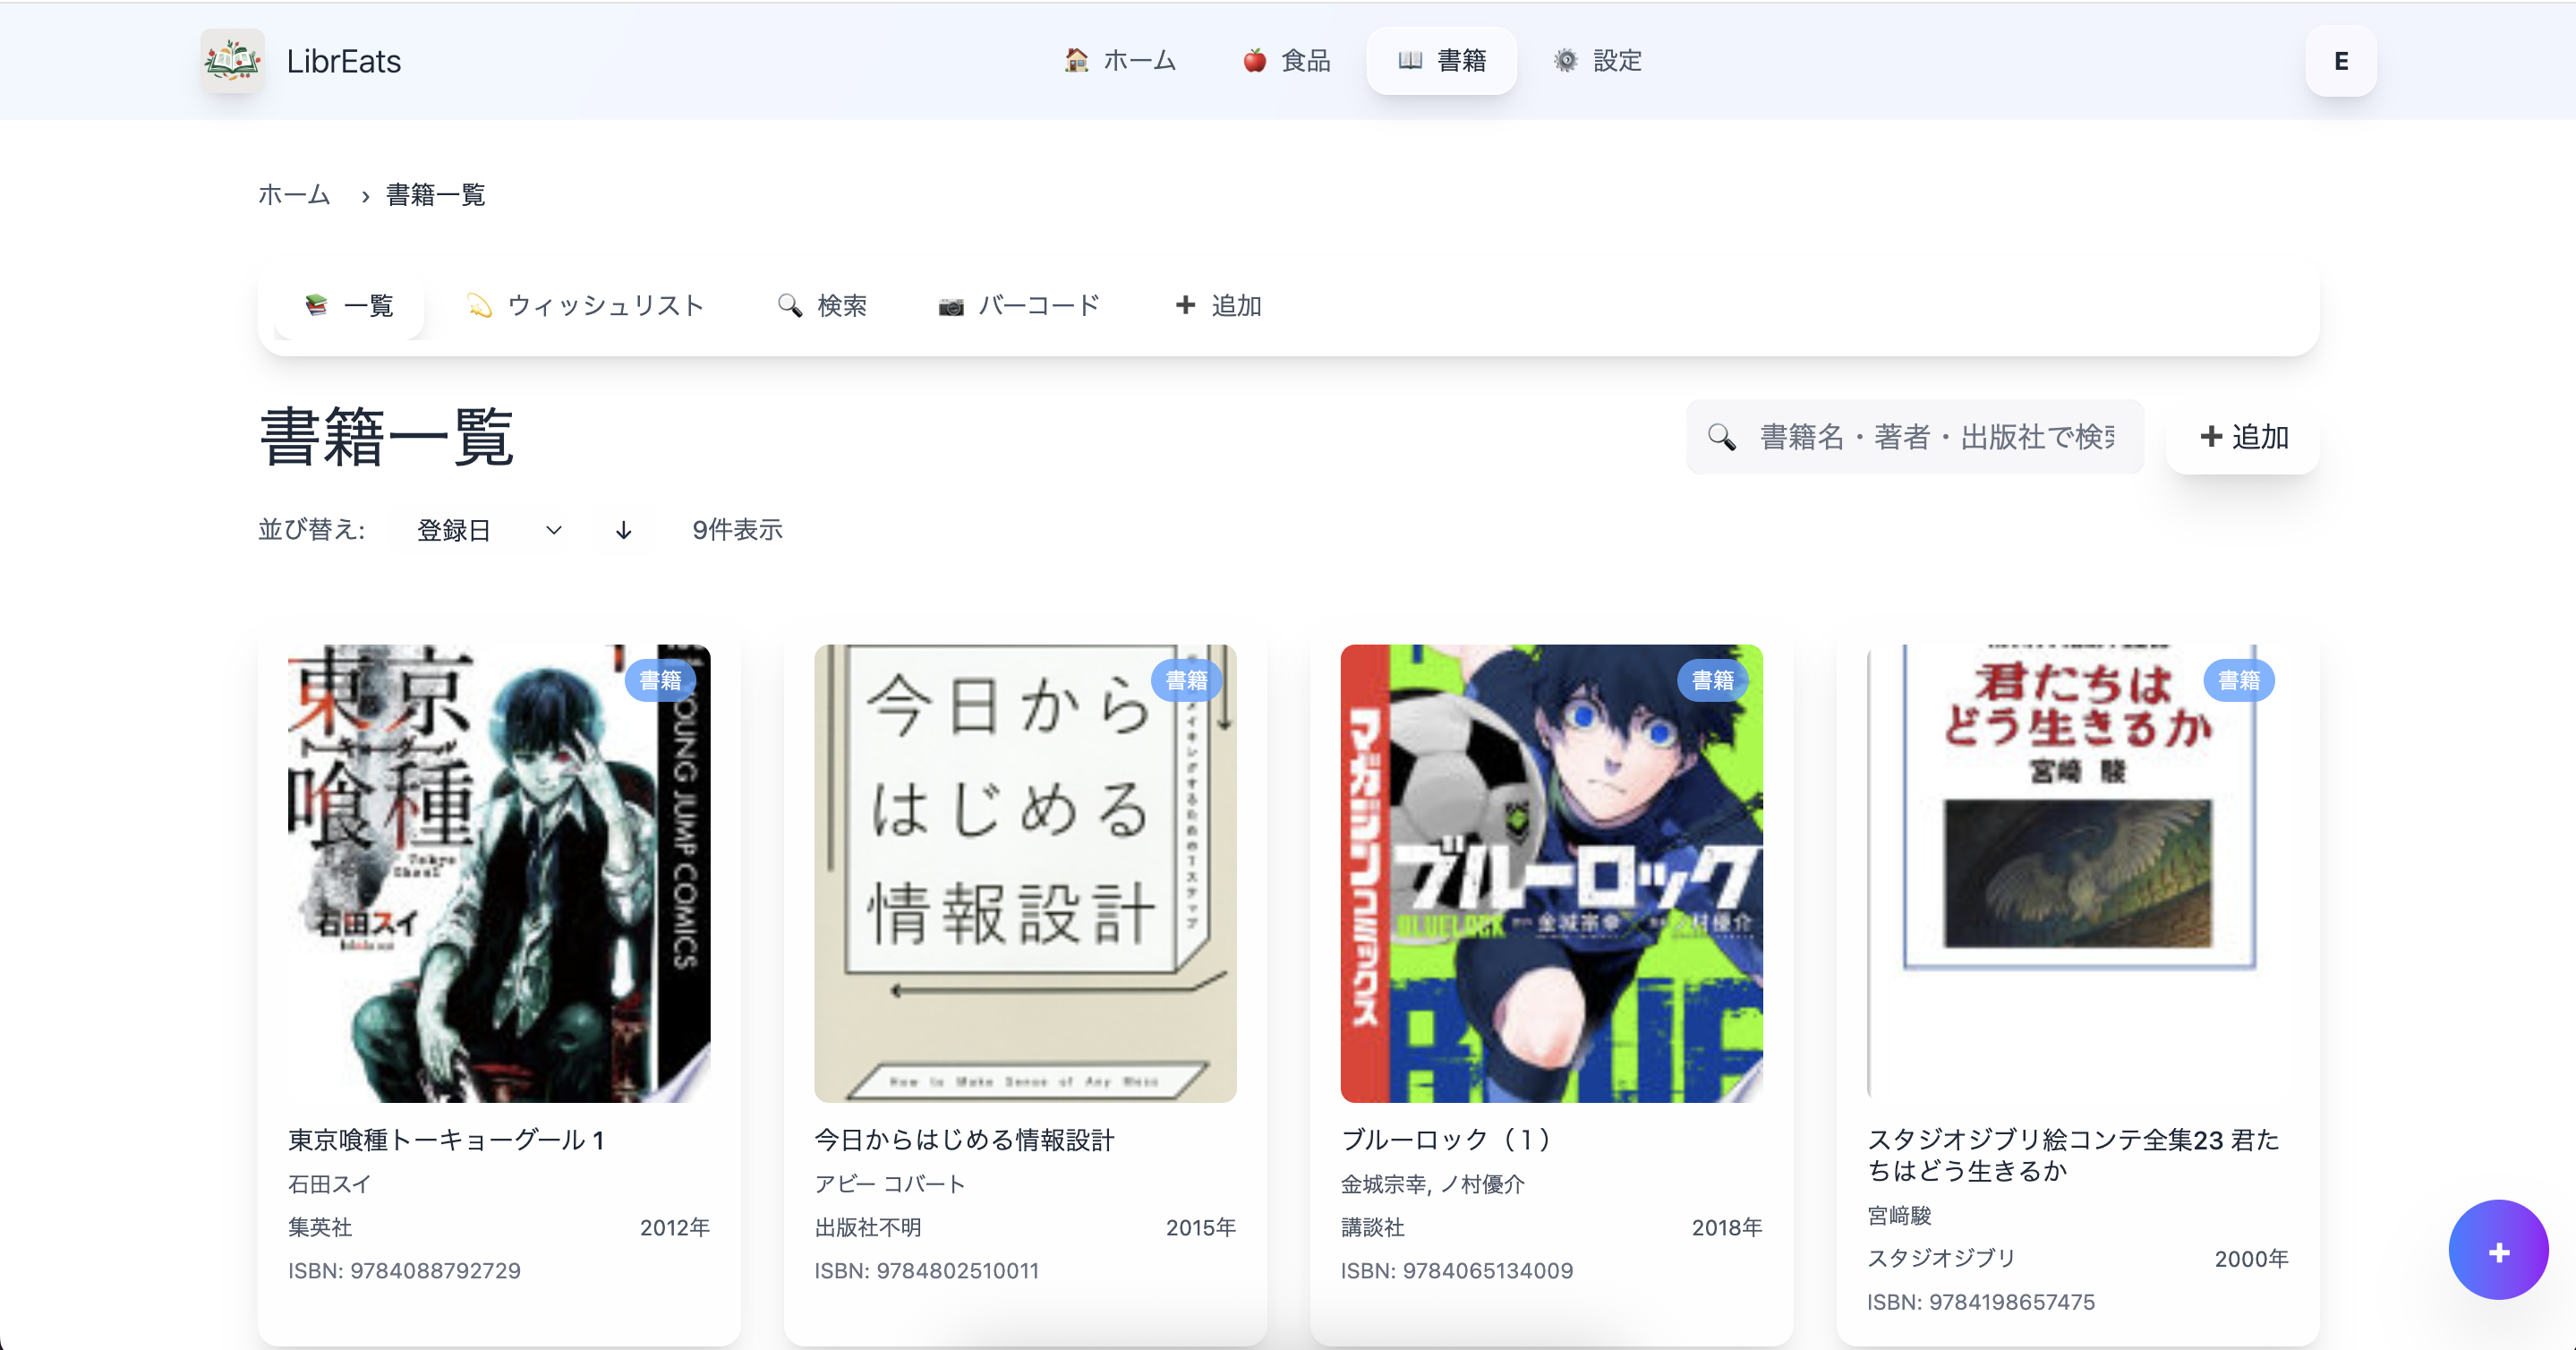 LibrEats
ホーム
食品
書籍
設定
E
ホーム › 書籍一覧
一覧
ウィッシュリスト
検索
バーコード
+ 追加
書籍一覧
書籍名・著者・出版社で検
+ 追加
並び替え:
登録日
↓
9件表示
書籍
東京
トーキョーグール
喰種
Tokyo
Ghoul
石田スイ
YOUNG JUMP COMICS
書籍
今日から
はじめる
情報設計
How to Make Sense of Any Mess
書籍
マガジンコミックス
ブルーロック
BLUELOCK
金城宗幸
村優介
書籍
君たちは
どう生きるか
宮﨑 駿
東京喰種トーキョーグール 1
石田スイ
集英社
2012年
ISBN: 9784088792729
今日からはじめる情報設計
アビー コバート
出版社不明
2015年
ISBN: 9784802510011
ブルーロック（１）
金城宗幸, ノ村優介
講談社
2018年
ISBN: 9784065134009
スタジオジブリ絵コンテ全集23 君た
ちはどう生きるか
宮﨑駿
スタジオジブリ
2000年
ISBN: 9784198657475
+